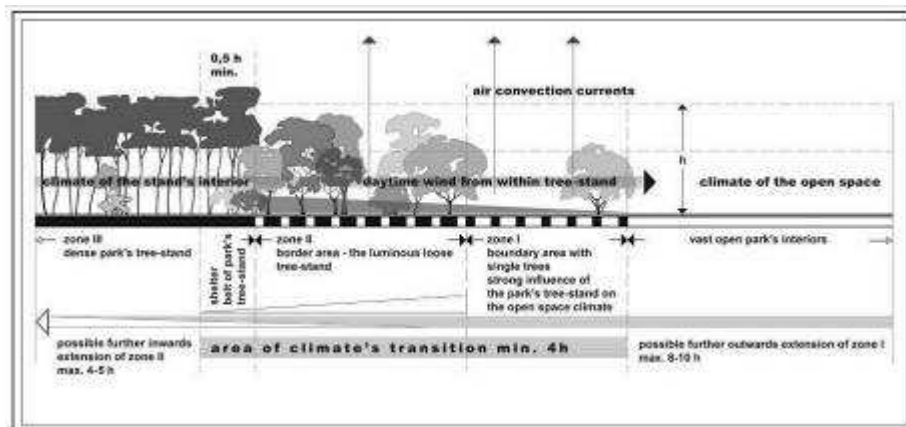 0,5 h
min.
air convection currents
h
climate of the stand's interior
daytime wind from within tree-stand
climate of the open space
zone III
dense park's tree-stand
shelter
belt of park's
tree-stand
zone II
border area - the luminous loose
tree-stand
zone I
boundary area with
single trees
strong influence of
the park's tree-stand on
the open space climate
vast open park's interiors
possible further inwards
extension of zone II
max. 4-5 h
area of climate's transition min. 4h
possible further outwards extension of zone I
max. 8-10 h